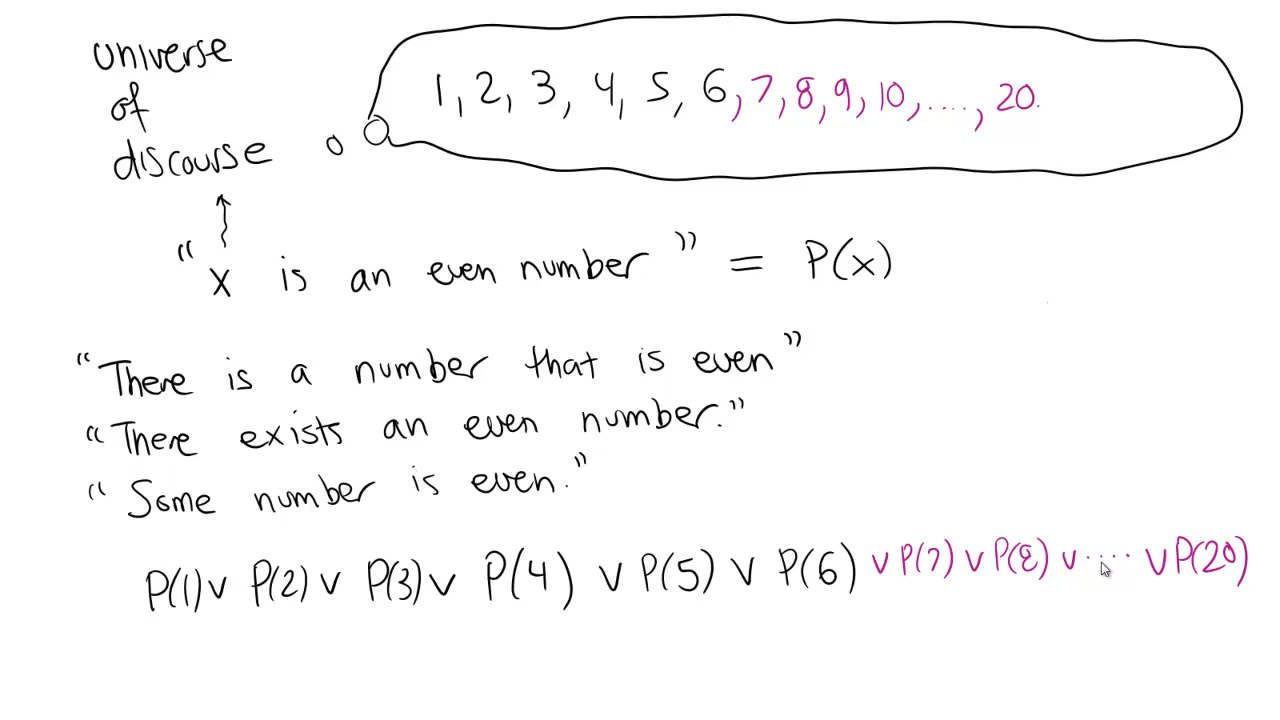 universe
of
discourse
1, 2, 3, 4, 5, 6, 7, 8, 9, 10, ...., 20.
"x is an even number" = P(x)
"There is a number that is even"
"There exists an even number."
"Some number is even."
P(1) ∨ P(2) ∨ P(3) ∨ P(4) ∨ P(5) ∨ P(6) ∨ P(7) ∨ P(8) ∨ ···· ∨ P(20)